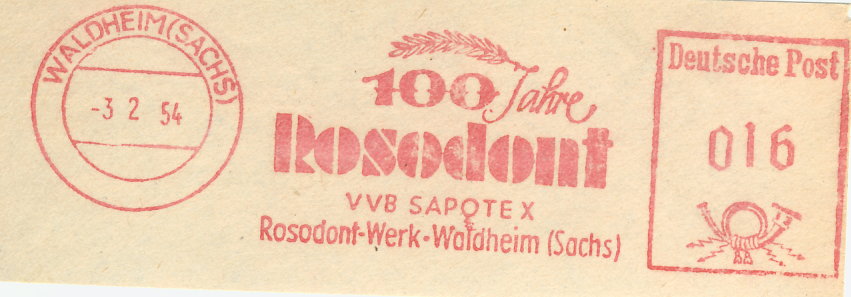 WALDHEIM (SACHS)
-3 2 54
100 Jahre
Rosodont
VVB SAPOTEX
Rosodont-Werk-Waldheim (Sachs)
Deutsche Post
016